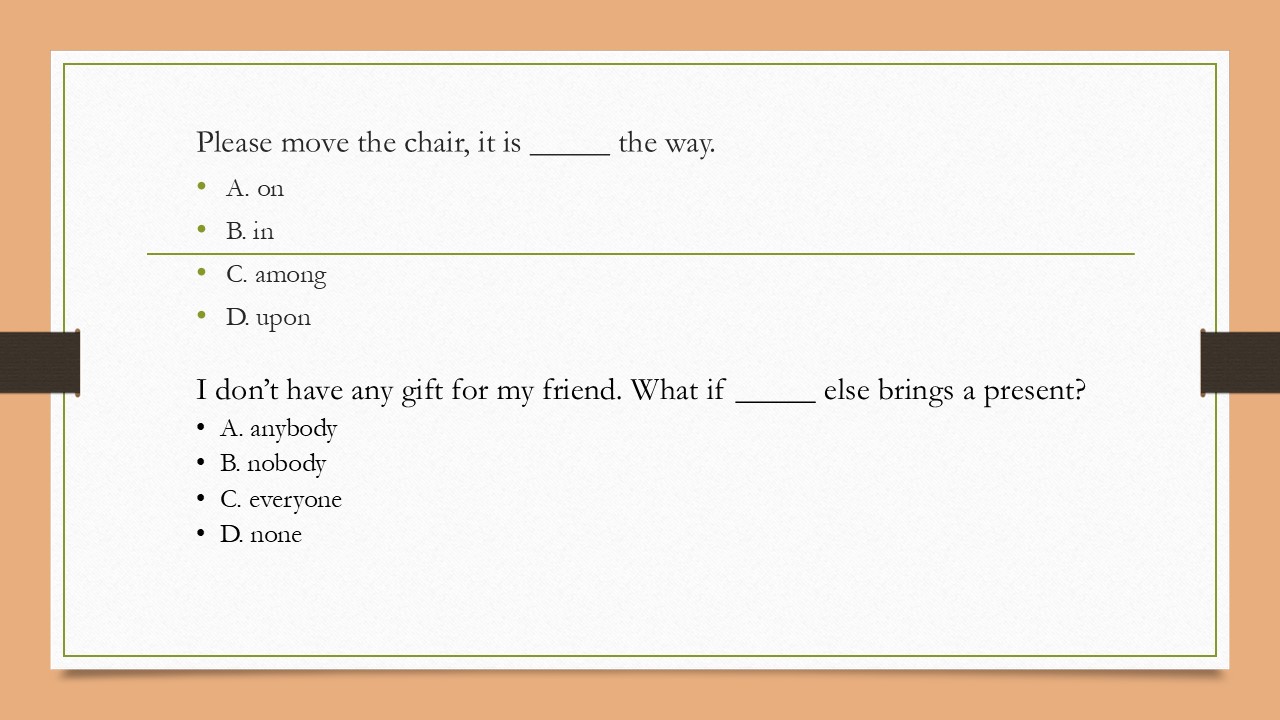 Please move the chair, it is _____ the way.
• A. on
• B. in
• C. among
• D. upon
I don’t have any gift for my friend. What if _____ else brings a present?
• A. anybody
• B. nobody
• C. everyone
• D. none